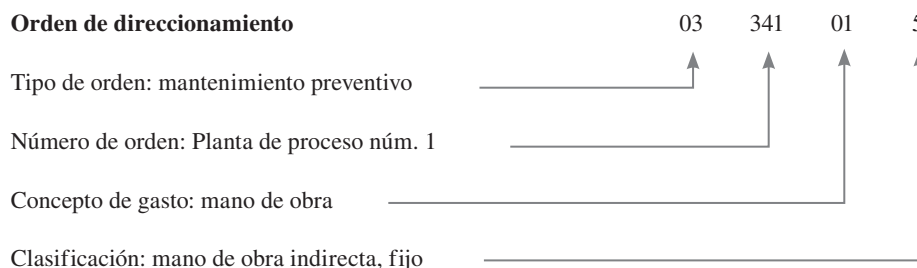 Orden de direccionamiento 03 341 01
Tipo de orden: mantenimiento preventivo
Número de orden: Planta de proceso núm. 1
Concepto de gasto: mano de obra
Clasificación: mano de obra indirecta, fijo